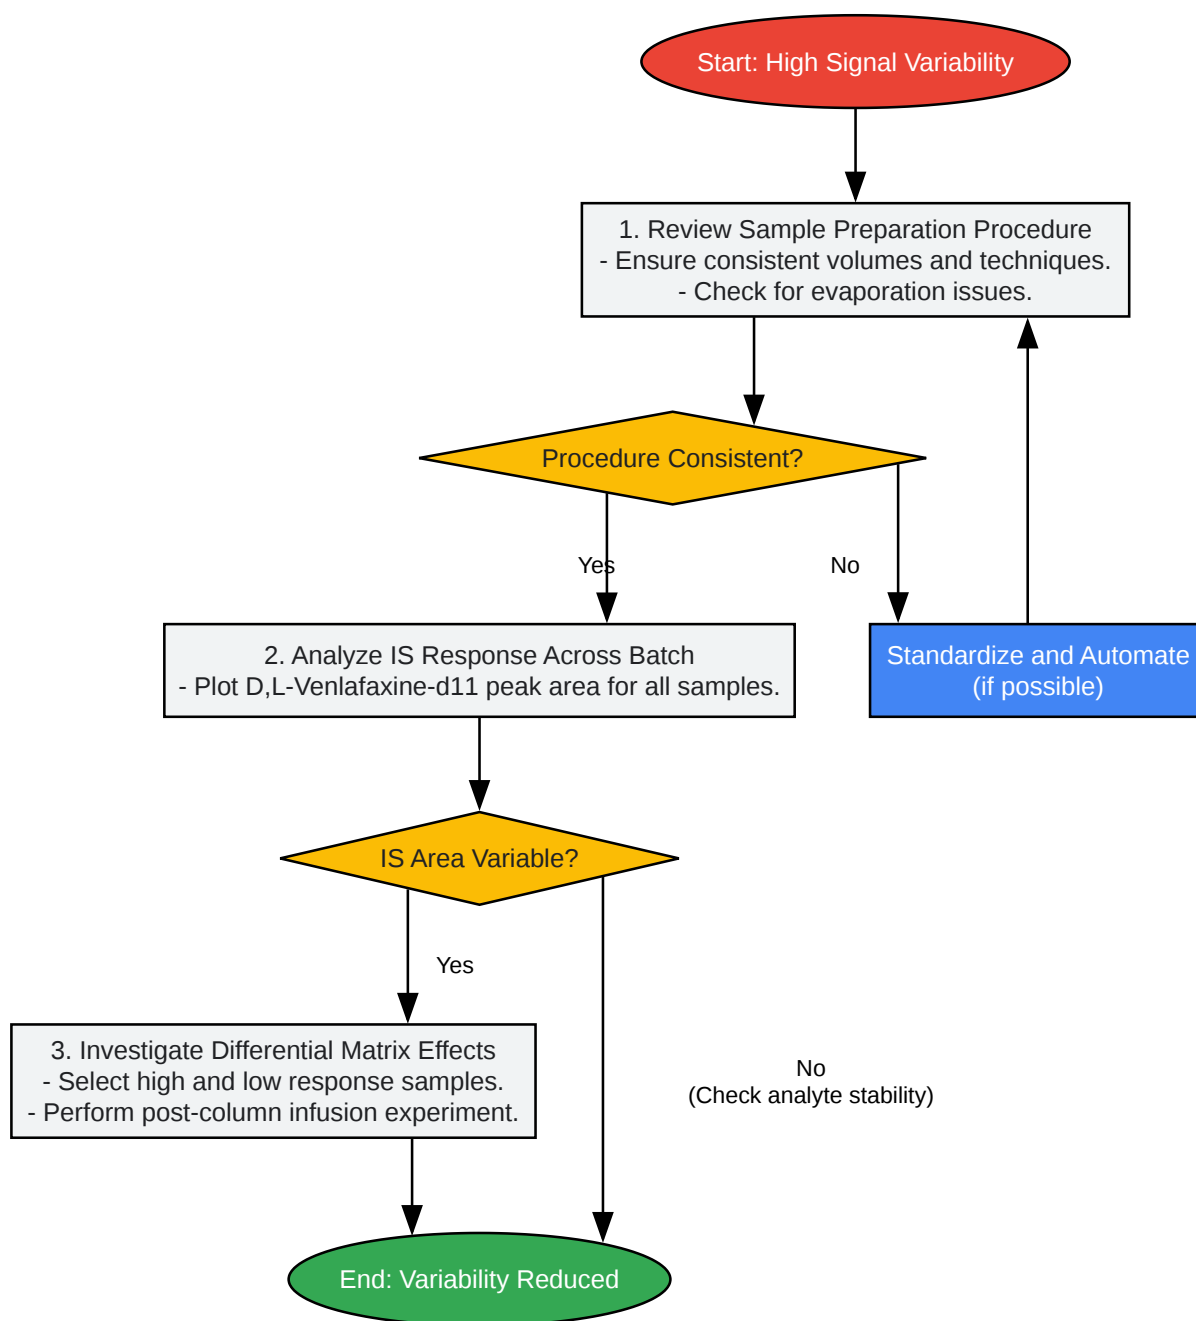 Start: High Signal Variability
1. Review Sample Preparation Procedure
- Ensure consistent volumes and techniques.
- Check for evaporation issues.
Procedure Consistent?
Yes
No
2. Analyze IS Response Across Batch
- Plot D,L-Venlafaxine-d11 peak area for all samples.
Standardize and Automate
(if possible)
IS Area Variable?
Yes
3. Investigate Differential Matrix Effects
- Select high and low response samples.
- Perform post-column infusion experiment.
No
(Check analyte stability)
End: Variability Reduced